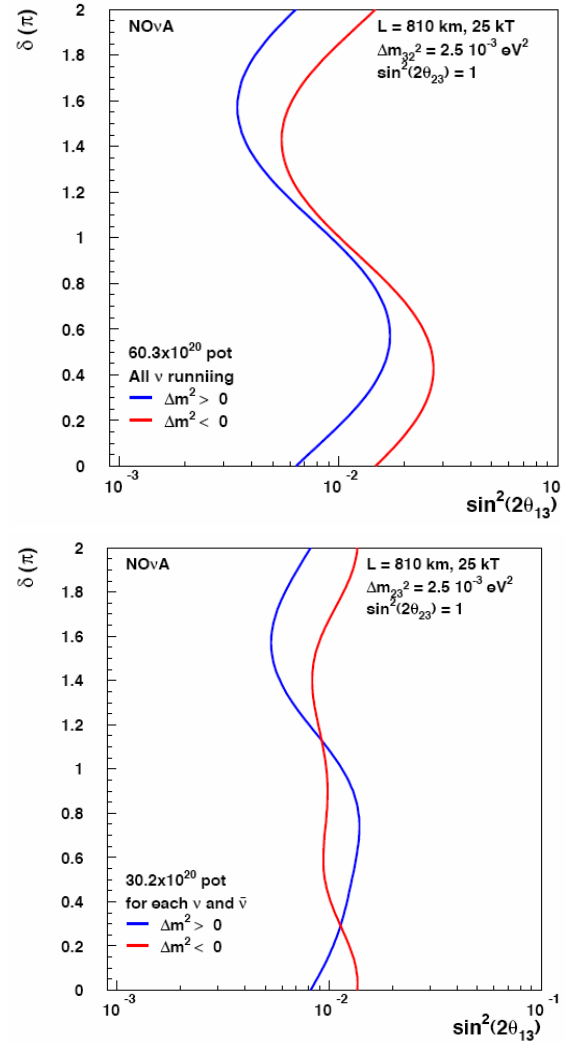 δ (π)
2
1.8
1.6
1.4
1.2
1
0.8
0.6
0.4
0.2
0
NOνA
L = 810 km, 25 kT
Δm₃₂² = 2.5 10⁻³ eV²
sin²(2θ₂₃) = 1
60.3x10²⁰ pot
All ν runniing
Δm² > 0
Δm² < 0
10⁻³
10⁻²
10
sin²(2θ₁₃)
δ (π)
2
1.8
1.6
1.4
1.2
1
0.8
0.6
0.4
0.2
0
NOνA
L = 810 km, 25 kT
Δm₂₃² = 2.5 10⁻³ eV²
sin²(2θ₂₃) = 1
30.2x10²⁰ pot
for each ν and ν̄
Δm² > 0
Δm² < 0
10⁻³
10⁻²
10⁻¹
sin²(2θ₁₃)